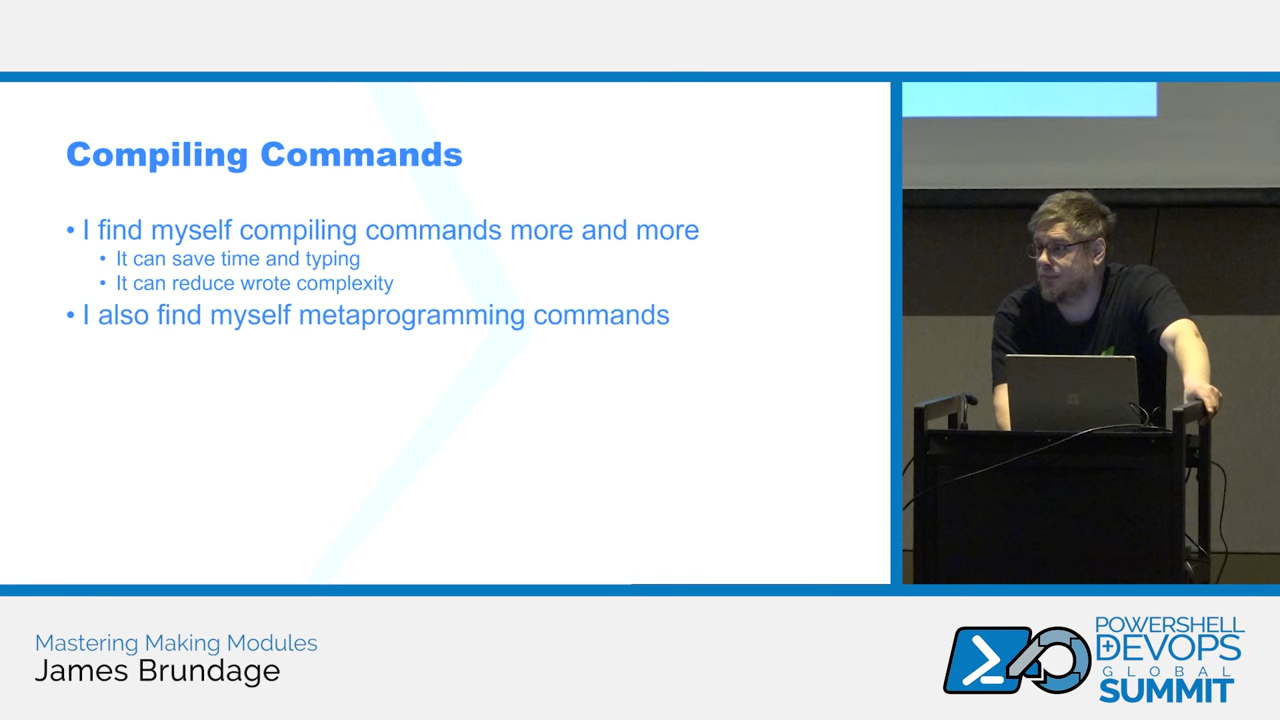 Compiling Commands
• I find myself compiling commands more and more
• It can save time and typing
• It can reduce wrote complexity
• I also find myself metaprogramming commands
Mastering Making Modules
James Brundage
POWERSHELL
DEVOPS
GLOBAL
SUMMIT